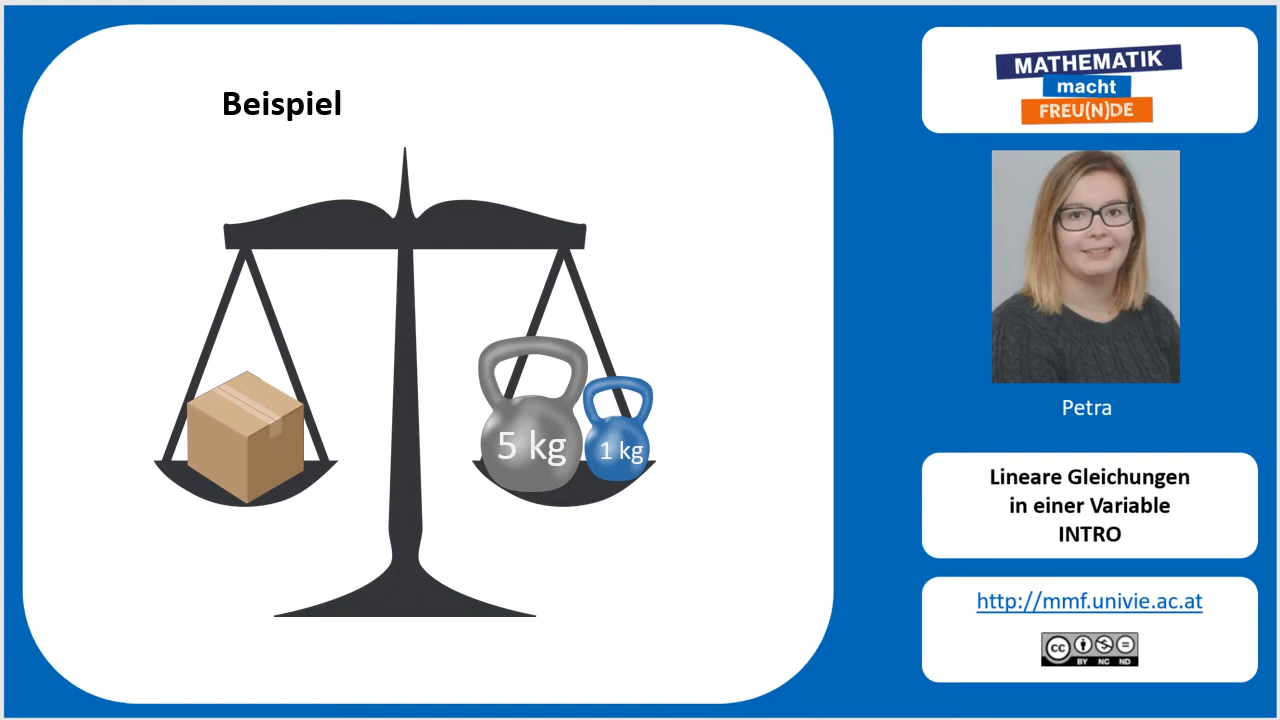 Beispiel
5 kg
1 kg
MATHEMATIK
macht
FREU(N)DE
Petra
Lineare Gleichungen
in einer Variable
INTRO
http://mmf.univie.ac.at
cc
BY NC ND